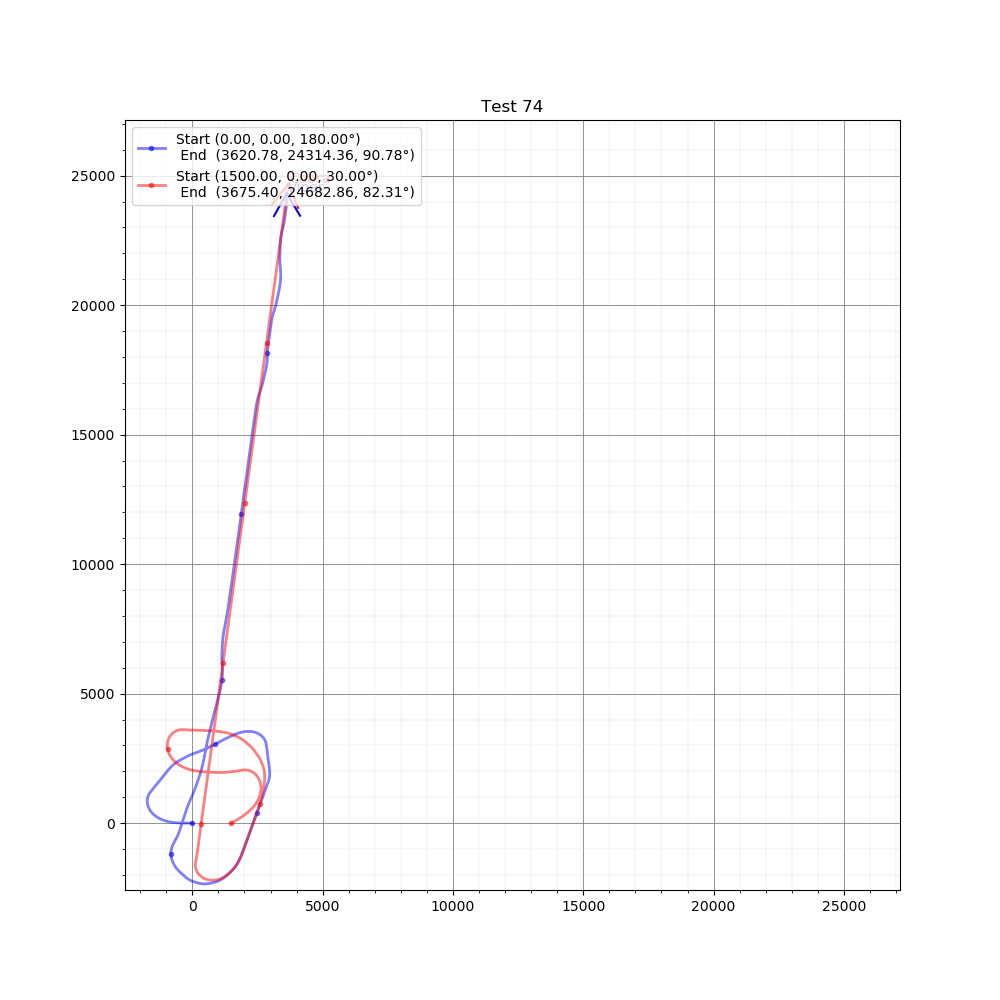 Test 74
Start (0.00, 0.00, 180.00°)
End (3620.78, 24314.36, 90.78°)
Start (1500.00, 0.00, 30.00°)
End (3675.40, 24682.86, 82.31°)
25000
20000
15000
10000
5000
0
0 5000 10000 15000 20000 25000